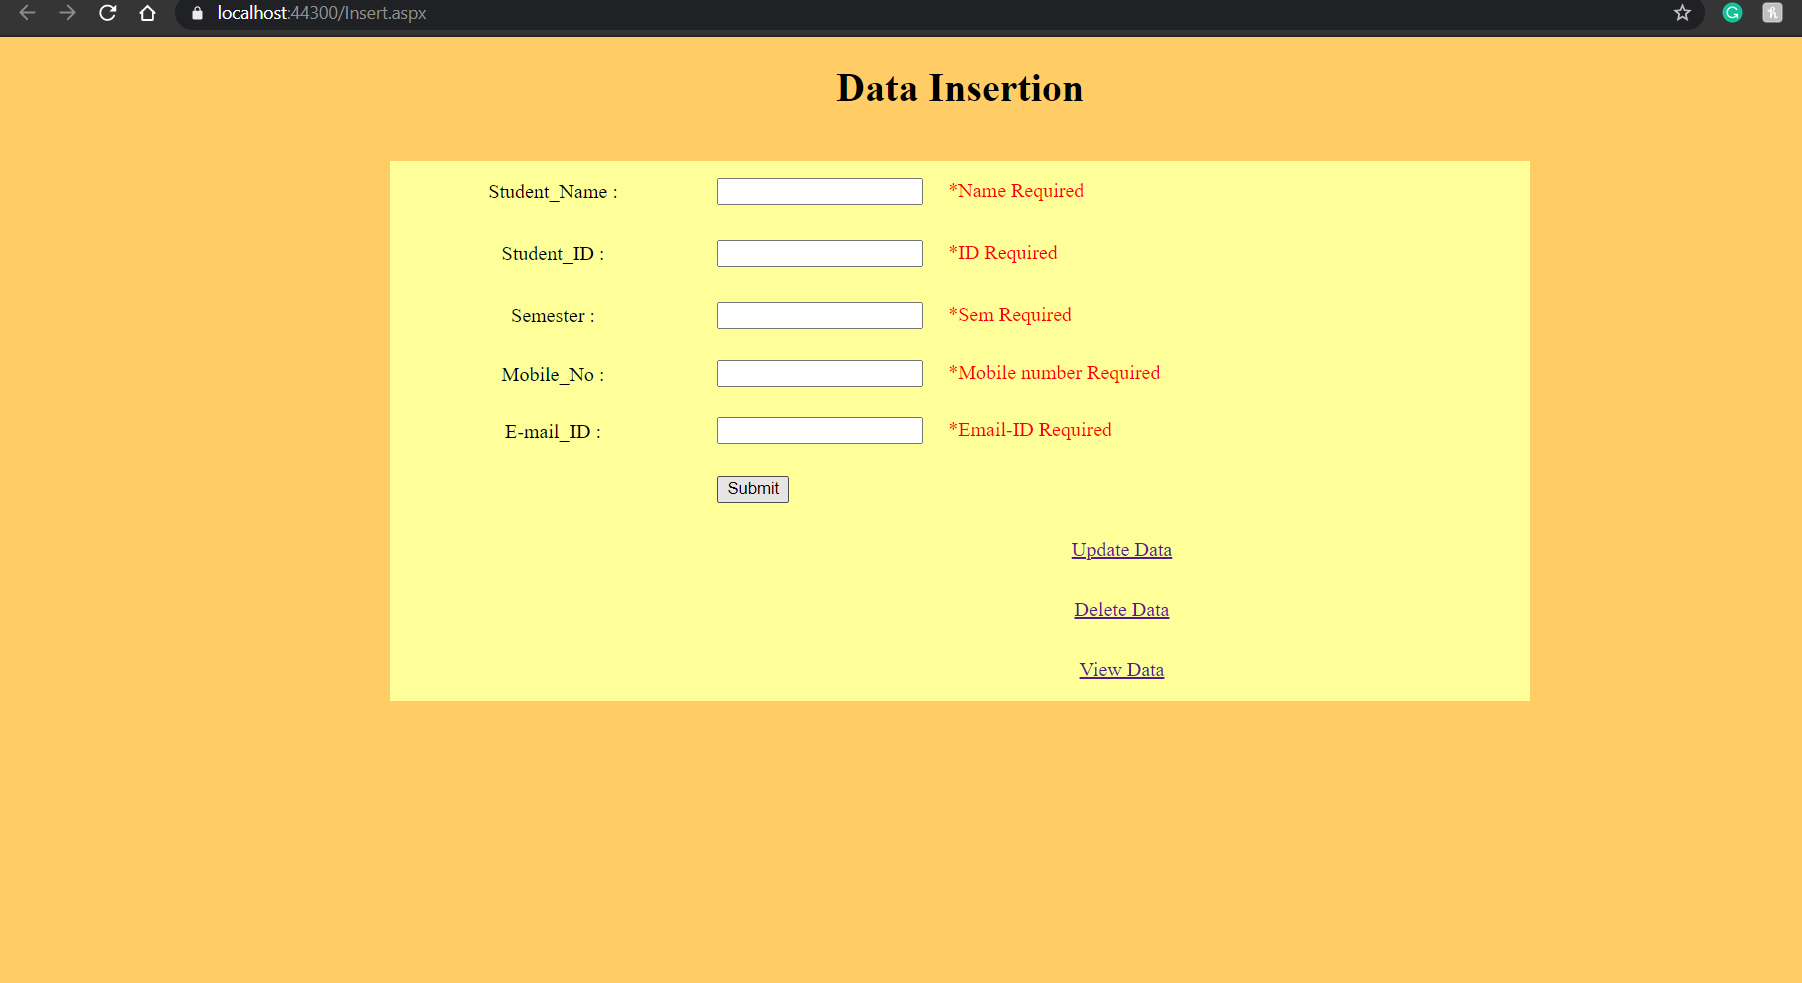 localhost:44300/Insert.aspx
Data Insertion
Student_Name : *Name Required
Student_ID : *ID Required
Semester : *Sem Required
Mobile_No : *Mobile number Required
E-mail_ID : *Email-ID Required
Submit
Update Data
Delete Data
View Data